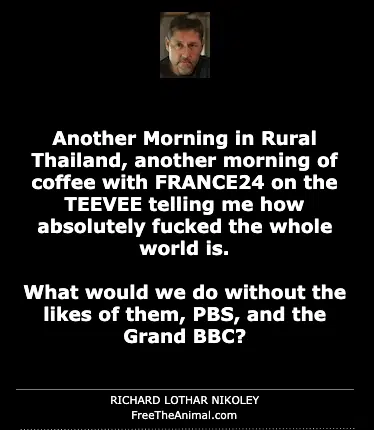 Another Morning in Rural
Thailand, another morning of
coffee with FRANCE24 on the
TEEVEE telling me how
absolutely fucked the whole
world is.
What would we do without the
likes of them, PBS, and the
Grand BBC?
RICHARD LOTHAR NIKOLEY
FreeTheAnimal.com